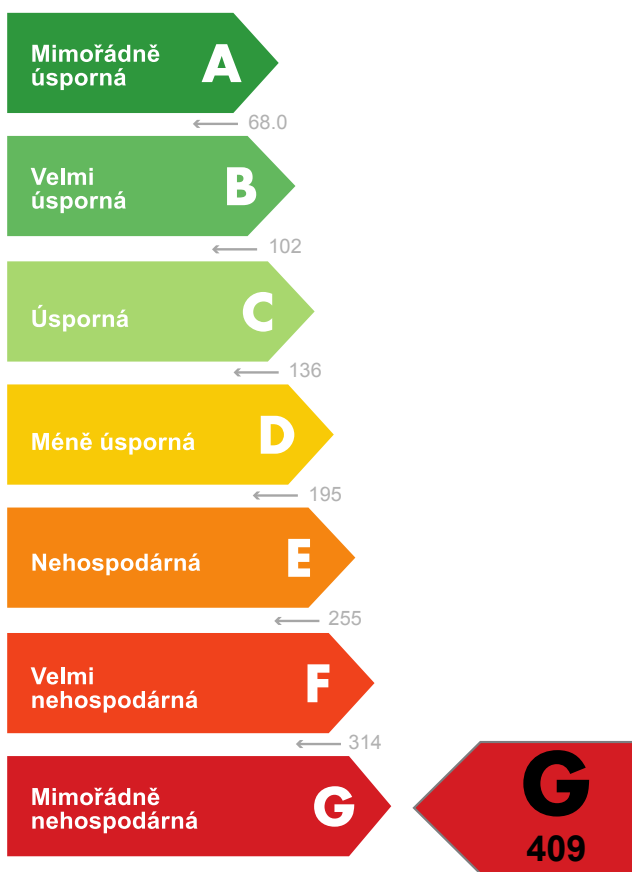 Mimořádně
úsporná
A
← 68.0
Velmi
úsporná
B
← 102
Úsporná
C
← 136
Méně úsporná
D
← 195
Nehospodárná
E
← 255
Velmi
nehospodárná
F
← 314
Mimořádně
nehospodárná
G
G
409